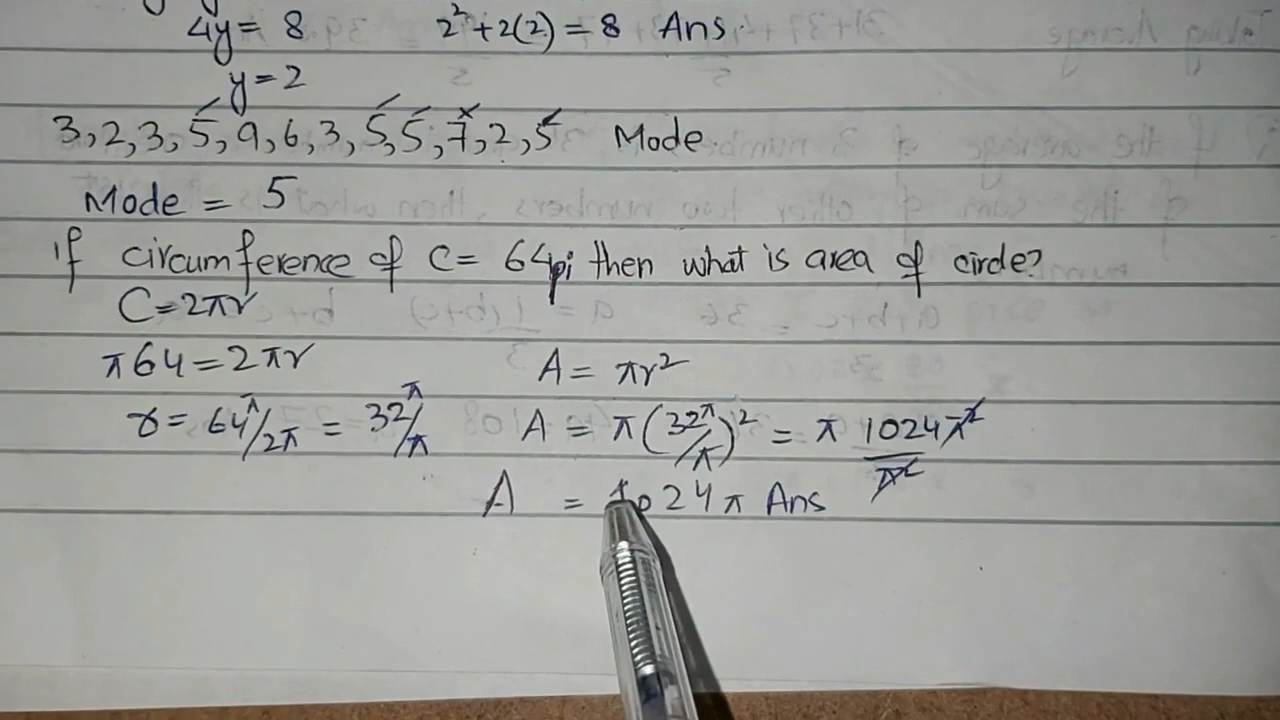 4y = 8 2²+2(2) = 8 Ans.
y = 2
3, 2, 3, 5, 9, 6, 3, 5, 5, 7, 2, 5 Mode
Mode = 5
If circumference of C = 64pi then what is area of circle?
C = 2πr
π64 = 2πr A = πr²
r = 64π/2π = 32π/π A = π(32π/π)² = π 1024π²/π²
A = 1024π Ans